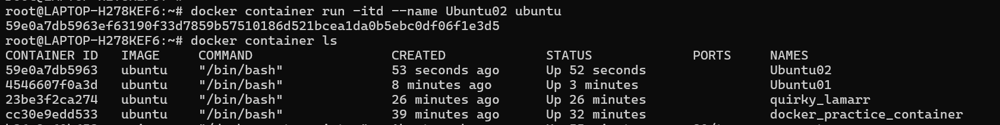 root@LAPTOP-H278KEF6:~# docker container run -itd --name Ubuntu02 ubuntu
59e0a7db5963ef63190f33d7859b57510186d521bcea1da0b5ebc0df06f1e3d5
root@LAPTOP-H278KEF6:~# docker container ls
CONTAINER ID   IMAGE     COMMAND                  CREATED             STATUS             PORTS     NAMES
59e0a7db5963   ubuntu    "/bin/bash"              53 seconds ago      Up 52 seconds                Ubuntu02
4546607f0a3d   ubuntu    "/bin/bash"              8 minutes ago       Up 3 minutes                 Ubuntu01
23be3f2ca274   ubuntu    "/bin/bash"              26 minutes ago      Up 26 minutes                quirky_lamarr
cc30e9edd533   ubuntu    "/bin/bash"              39 minutes ago      Up 32 minutes                docker_practice_container